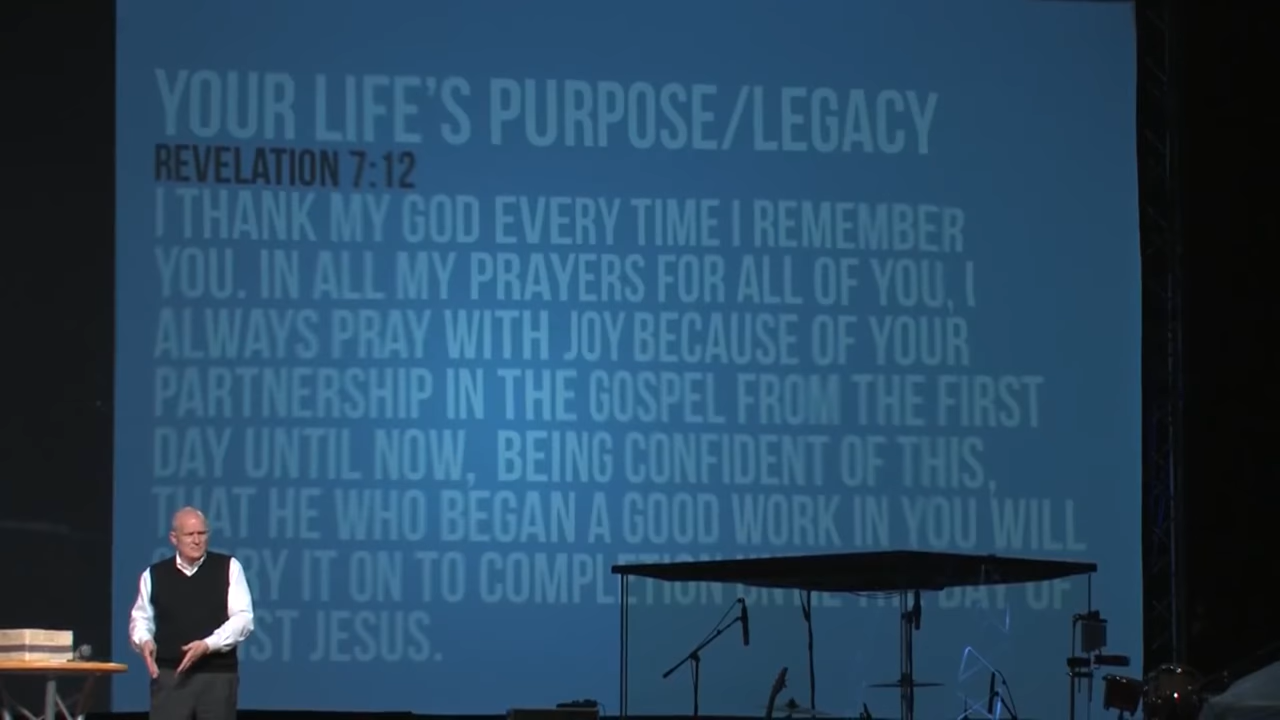 YOUR LIFE'S PURPOSE/LEGACY
REVELATION 7:12
I THANK MY GOD EVERY TIME I REMEMBER
YOU. IN ALL MY PRAYERS FOR ALL OF YOU, I
ALWAYS PRAY WITH JOY BECAUSE OF YOUR
PARTNERSHIP IN THE GOSPEL FROM THE FIRST
DAY UNTIL NOW, BEING CONFIDENT OF THIS,
THAT HE WHO BEGAN A GOOD WORK IN YOU WILL
IT ON TO COMPLETION UNTIL THE DAY OF
JESUS.